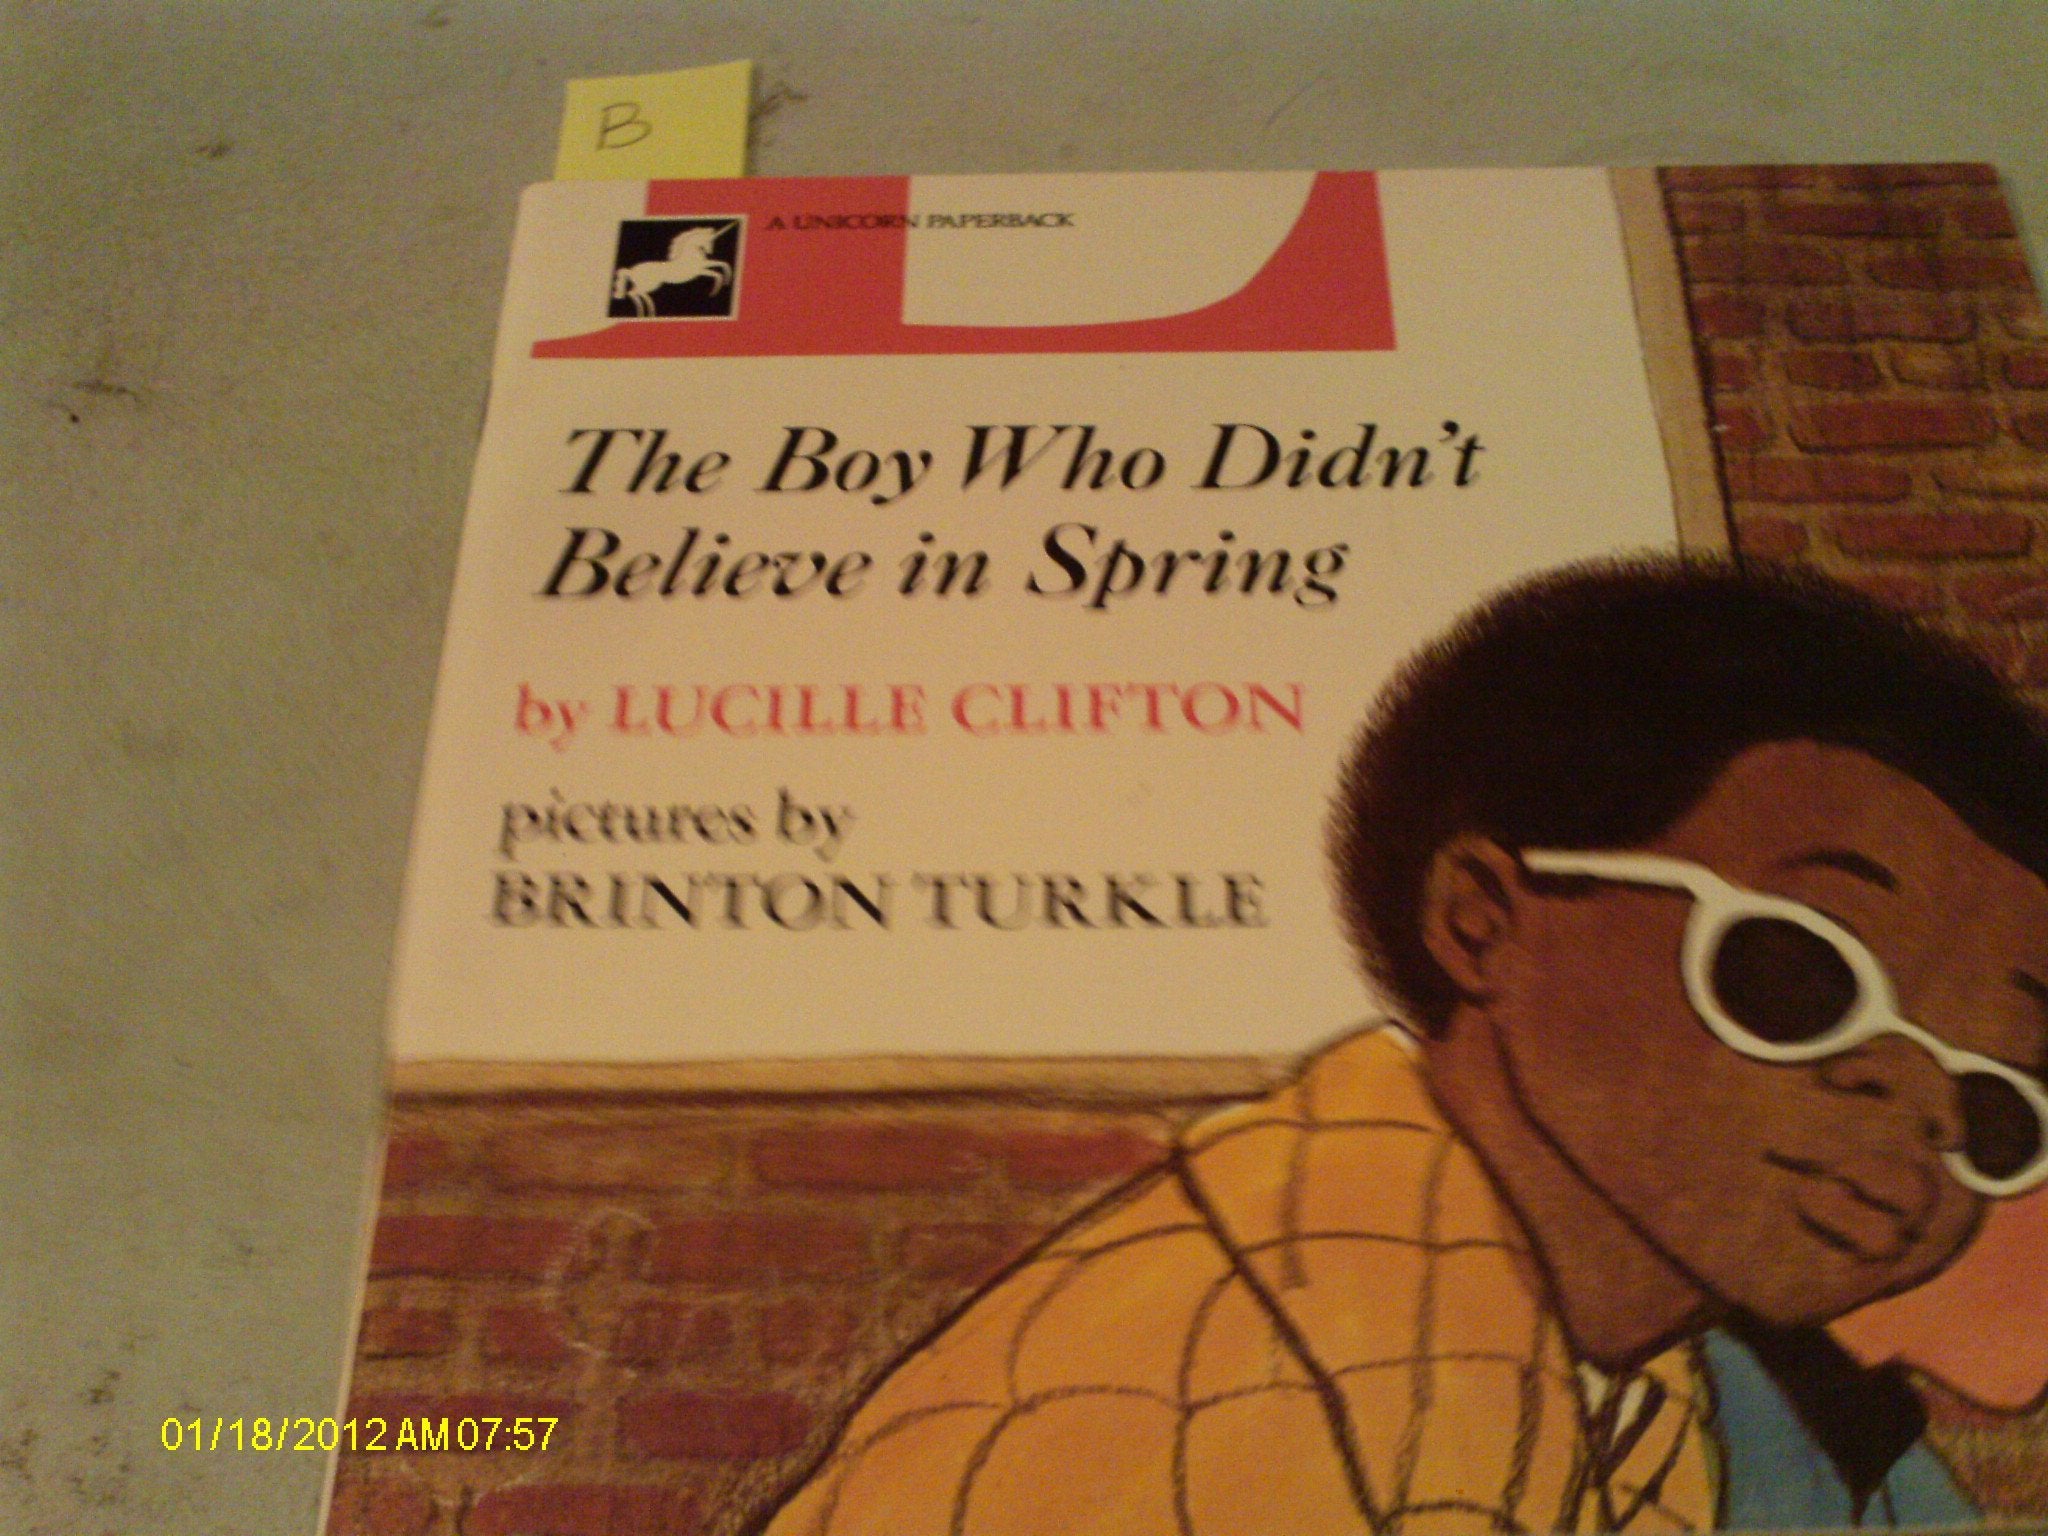 B
A UNICORN PAPERBACK
The Boy Who Didn't
Believe in Spring
by LUCILLE CLIFTON
pictures by
BRINTON TURKLE
01/18/2012 AM 07:57